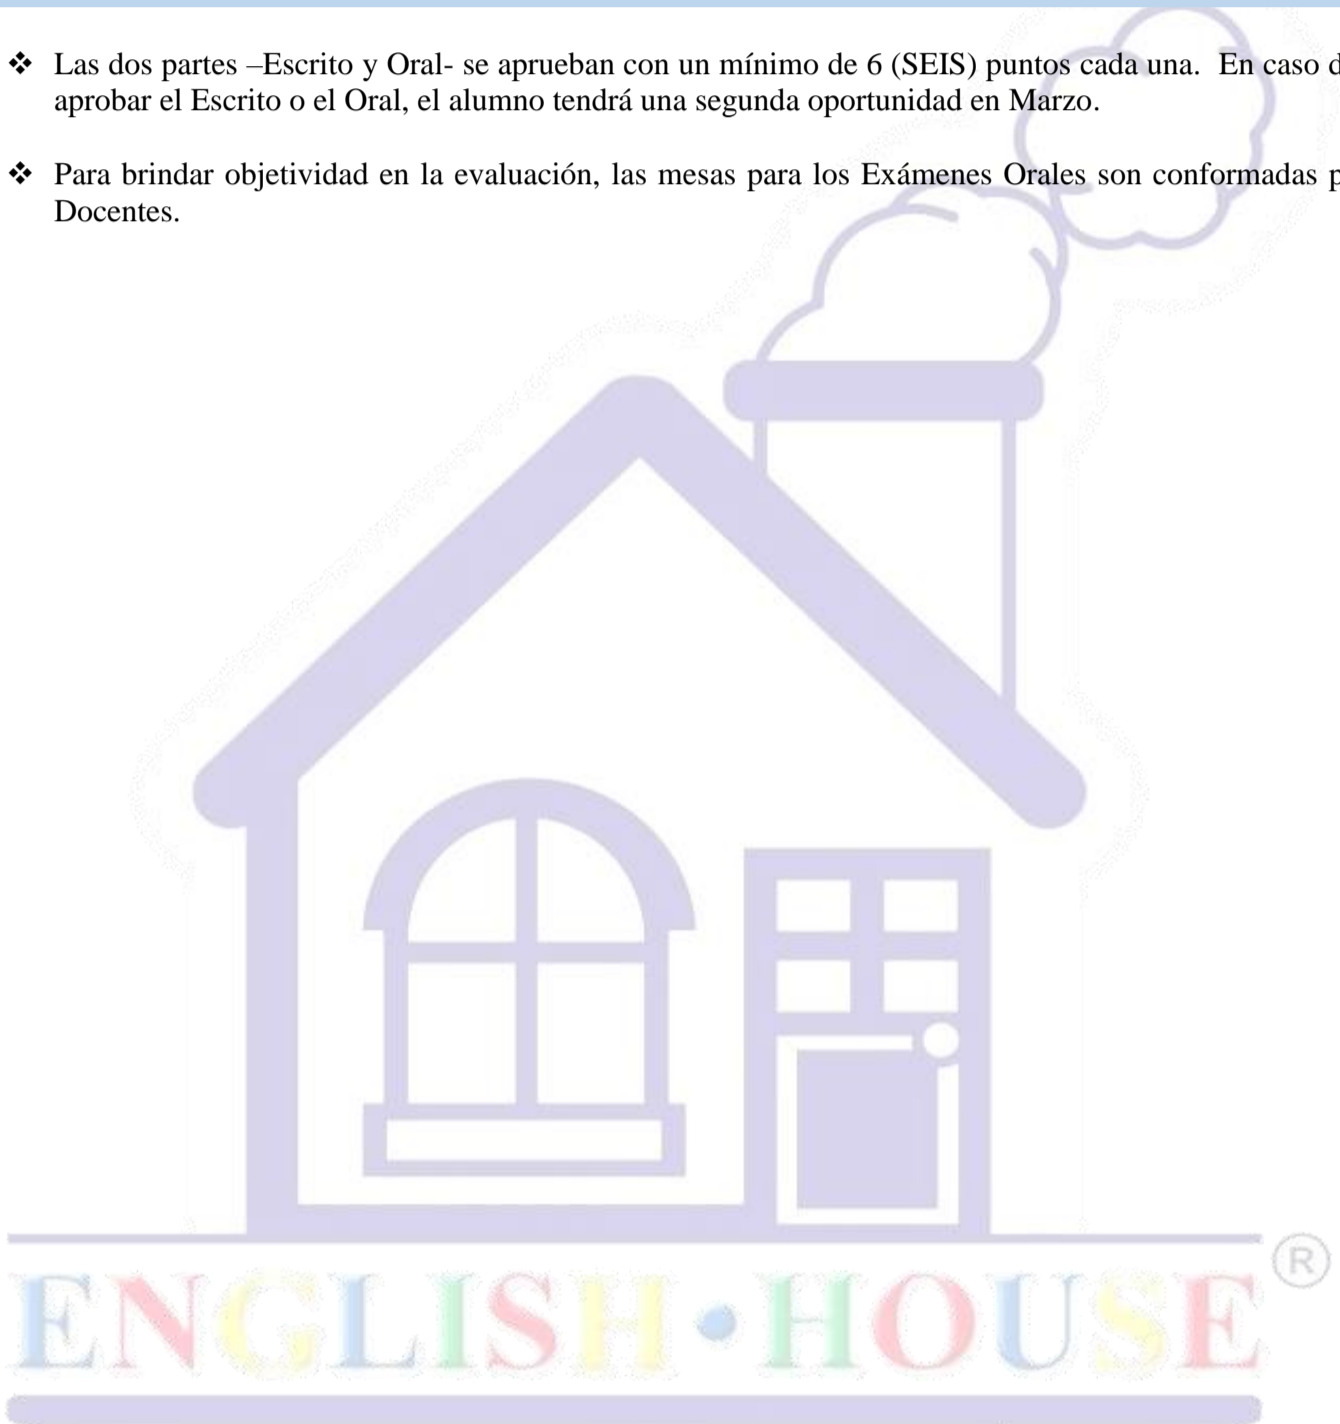 ❖ Las dos partes –Escrito y Oral- se aprueban con un mínimo de 6 (SEIS) puntos cada una. En caso
aprobar el Escrito o el Oral, el alumno tendrá una segunda oportunidad en Marzo.
❖ Para brindar objetividad en la evaluación, las mesas para los Exámenes Orales son conformadas
Docentes.
ENGLISH • HOUSE ®